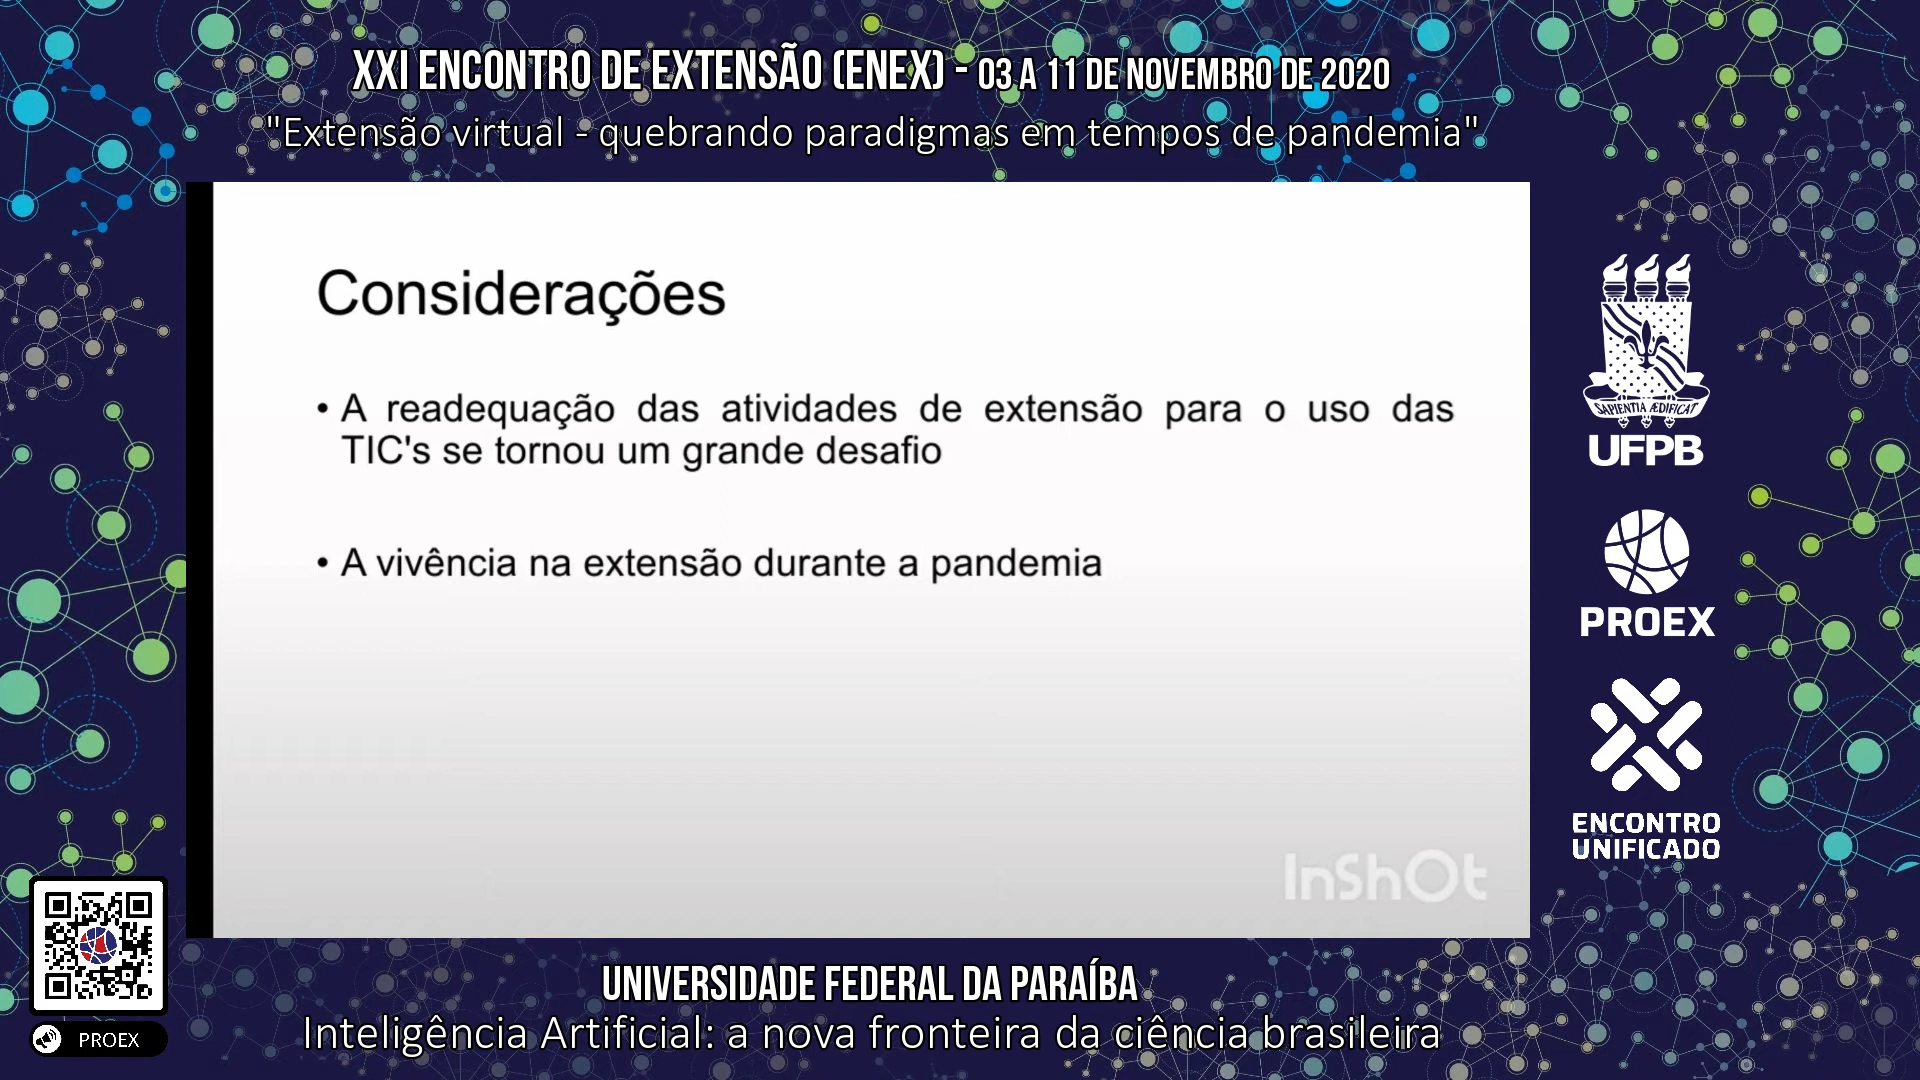 XXI ENCONTRO DE EXTENSÃO (ENEX) - 03 A 11 DE NOVEMBRO DE 2020
"Extensão virtual - quebrando paradigmas em tempos de pandemia"
Considerações
• A readequação das atividades de extensão para o uso das
TIC's se tornou um grande desafio
• A vivência na extensão durante a pandemia
InShOt
SAPIENTIA ÆDIFICAT
UFPB
PROEX
ENCONTRO
UNIFICADO
PROEX
UNIVERSIDADE FEDERAL DA PARAÍBA
Inteligência Artificial: a nova fronteira da ciência brasileira